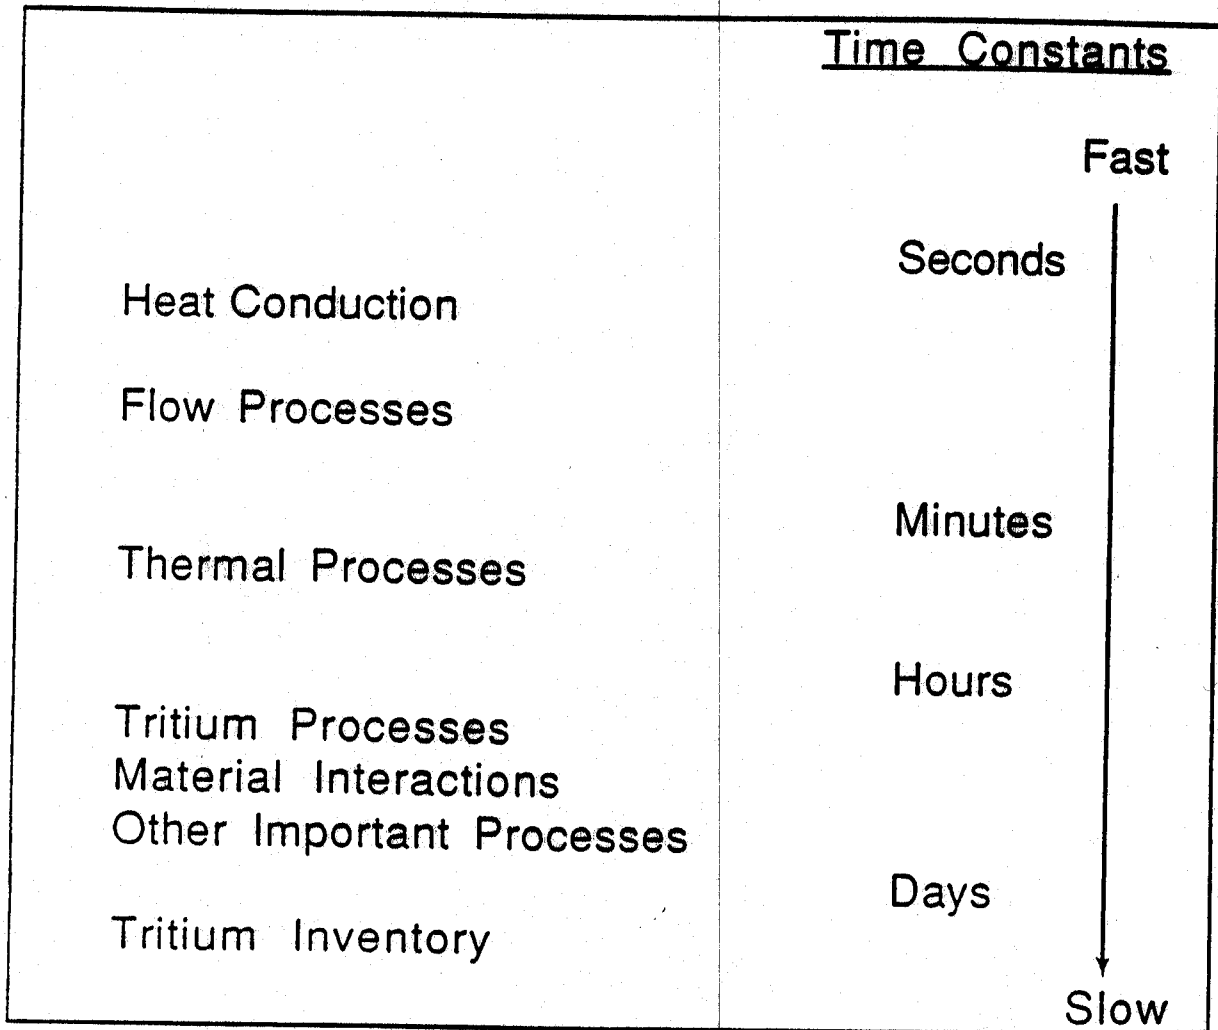 Time Constants
Fast
Seconds
Heat Conduction
Flow Processes
Minutes
Thermal Processes
Hours
Tritium Processes
Material Interactions
Other Important Processes
Days
Tritium Inventory
Slow